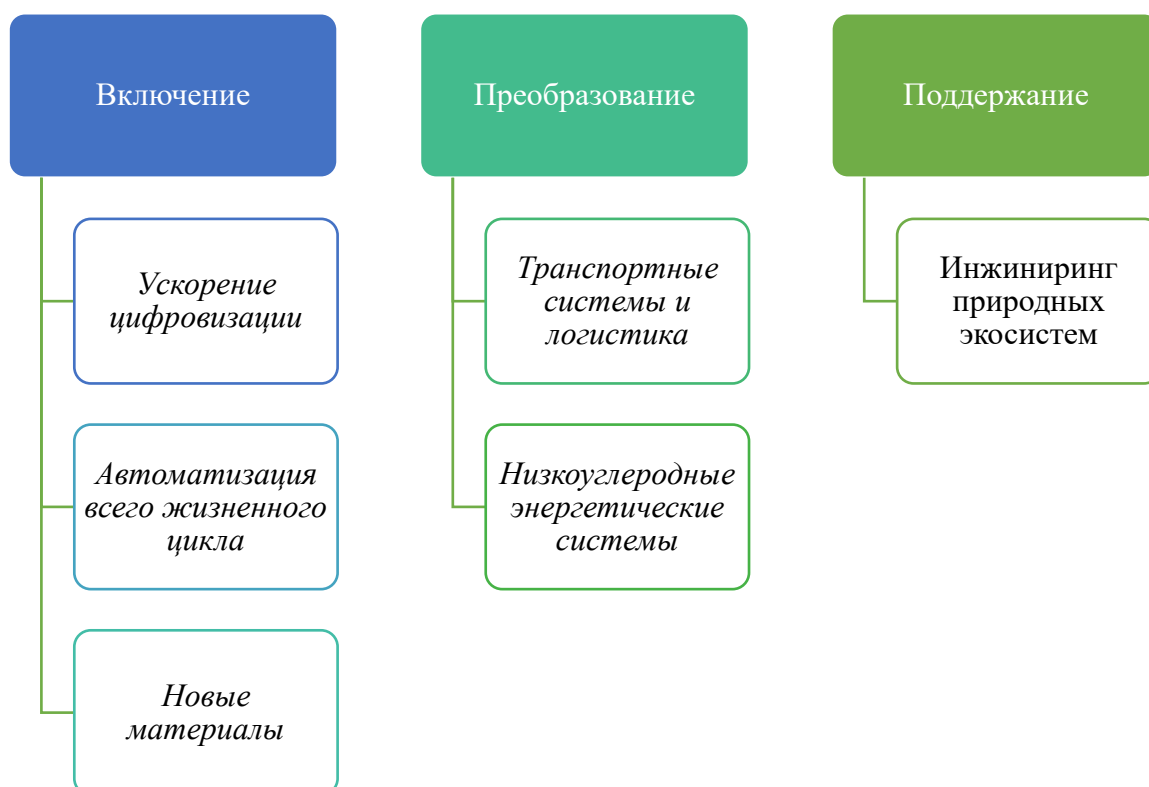 Включение
Ускорение
цифровизации
Автоматизация
всего жизненного
цикла
Новые
материалы
Преобразование
Транспортные
системы и
логистика
Низкоуглеродные
энергетические
системы
Поддержание
Инжиниринг
природных
экосистем